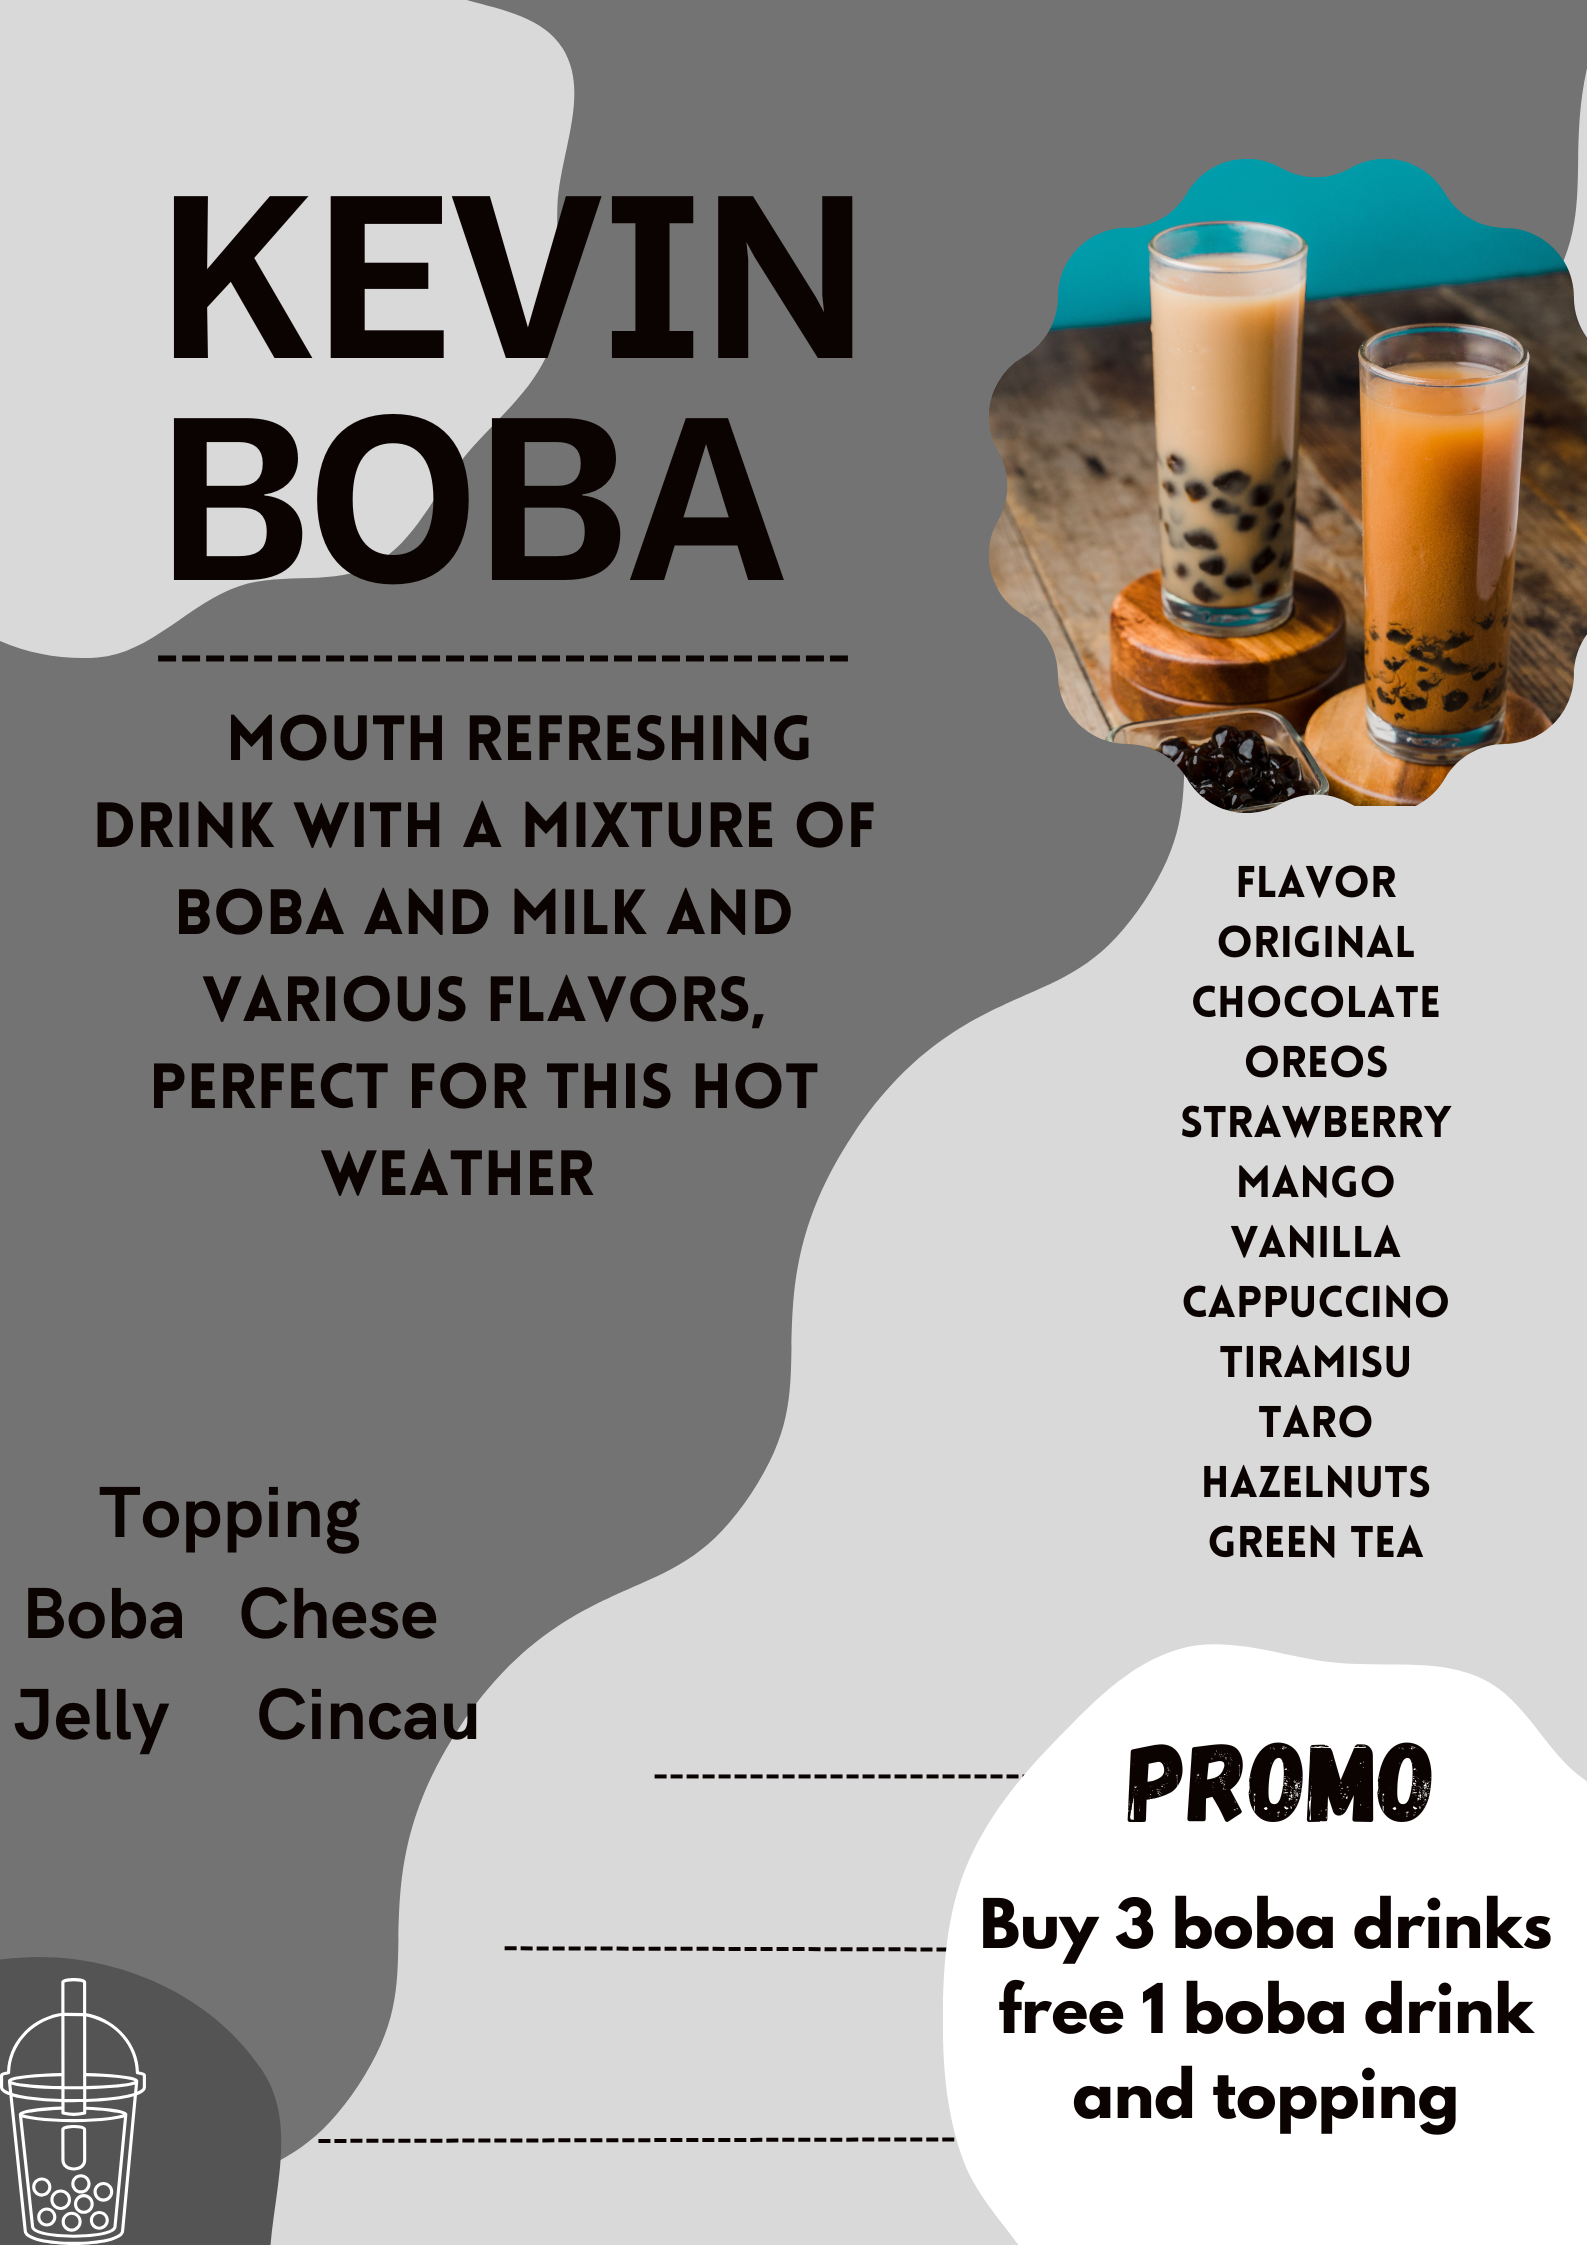 KEVIN
BOBA
MOUTH REFRESHING
DRINK WITH A MIXTURE OF
BOBA AND MILK AND
VARIOUS FLAVORS,
PERFECT FOR THIS HOT
WEATHER
FLAVOR
ORIGINAL
CHOCOLATE
OREOS
STRAWBERRY
MANGO
VANILLA
CAPPUCCINO
TIRAMISU
TARO
HAZELNUTS
GREEN TEA
Topping
Boba Chese
Jelly Cincau
PROMO
Buy 3 boba drinks
free 1 boba drink
and topping